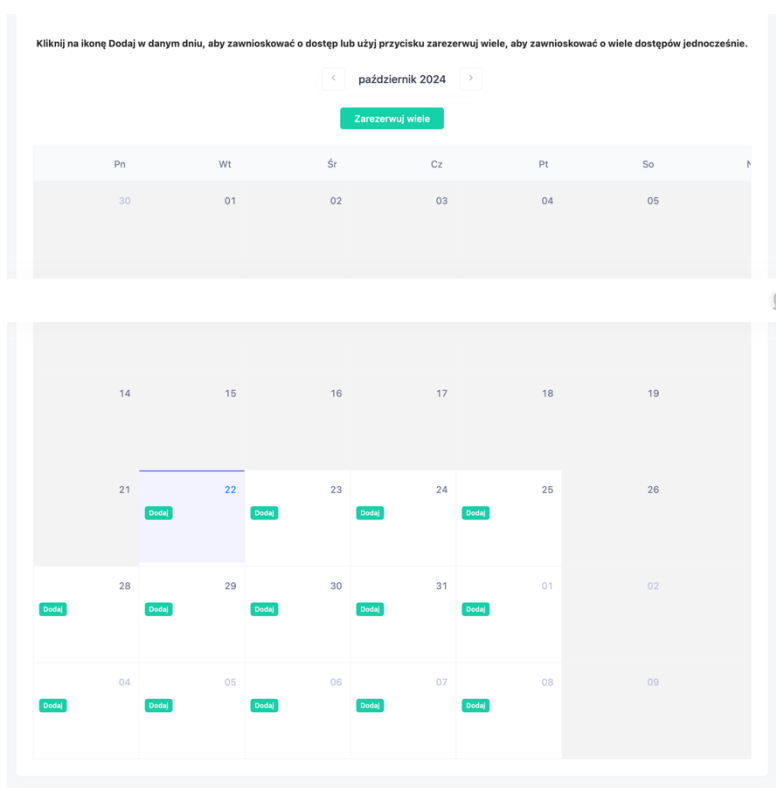 Kliknij na ikonę Dodaj w danym dniu, aby zawnioskować o dostęp lub użyj przycisku zarezerwuj wiele, aby zawnioskować o wiele dostępów jednocześnie.
październik 2024
Zarezerwuj wiele
Pn Wt Śr Cz Pt So
30 01 02 03 04 05
14 15 16 17 18 19
21 22 23 24 25 26
Dodaj Dodaj Dodaj Dodaj
28 29 30 31 01 02
Dodaj Dodaj Dodaj Dodaj Dodaj
04 05 06 07 08 09
Dodaj Dodaj Dodaj Dodaj Dodaj